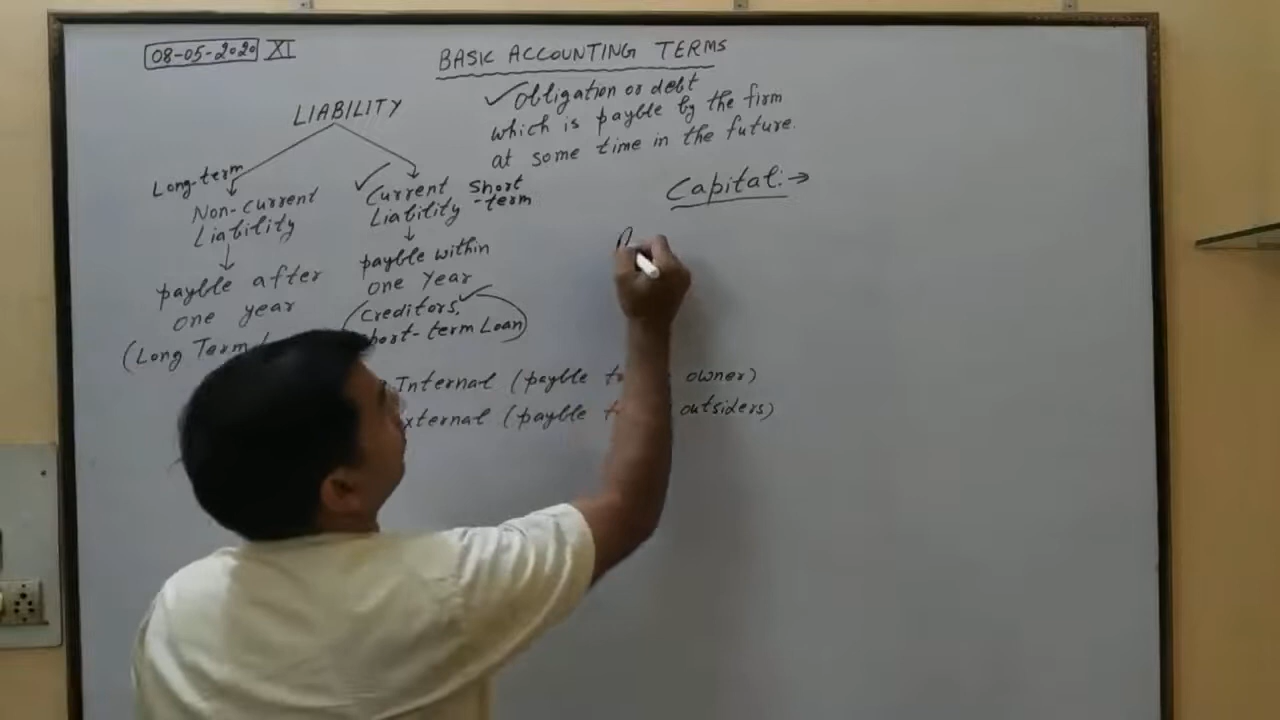 08-05-2020 XI
BASIC ACCOUNTING TERMS
LIABILITY
✓Obligation or debt
which is payble by the firm
at some time in the future.
Long-term
Non-current
Liability
payble after
one year
(Long Term
✓
Current Short
Liability -term
payble within
one Year
(Creditors,✓
short-term Loan)
Internal (payble owner)
External (payble outsiders)
Capital:→